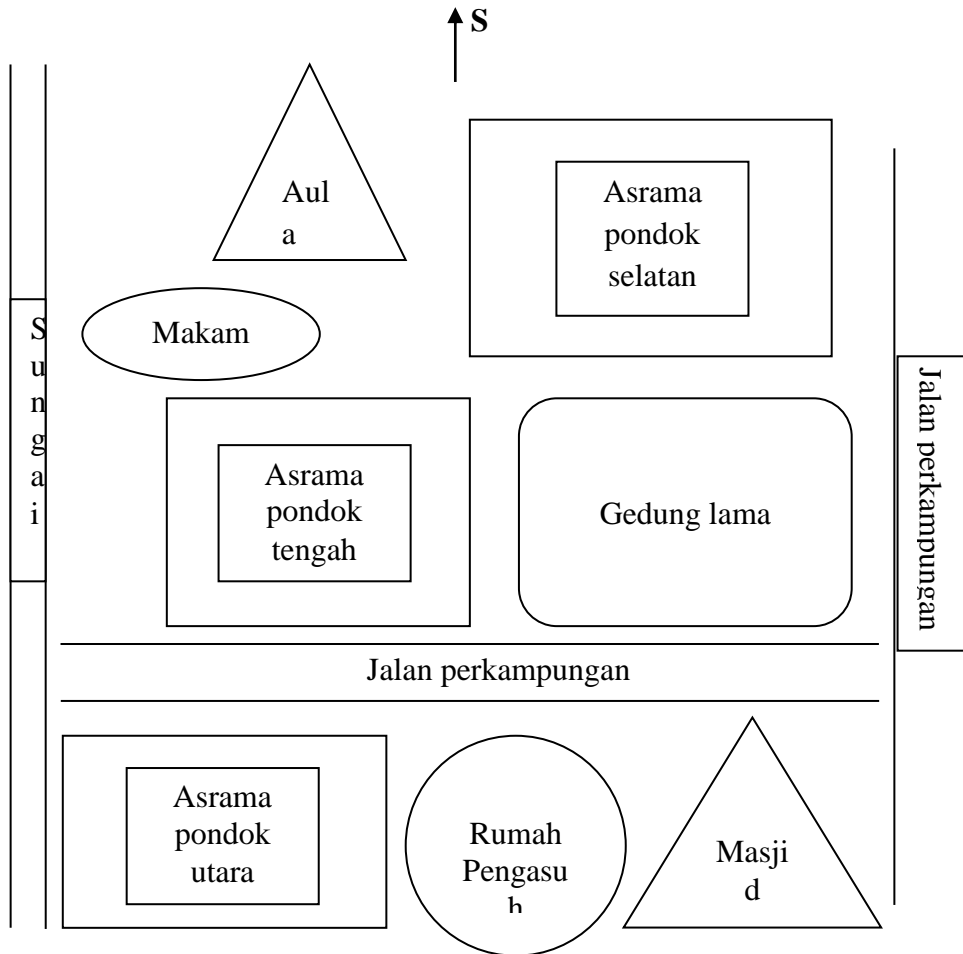 S
Aul
a
Asrama
pondok
selatan
Makam
S
u
n
g
a
i
Jalan perkampungan
Asrama
pondok
tengah
Gedung lama
Jalan perkampungan
Asrama
pondok
utara
Rumah
Pengasu
h
Masji
d